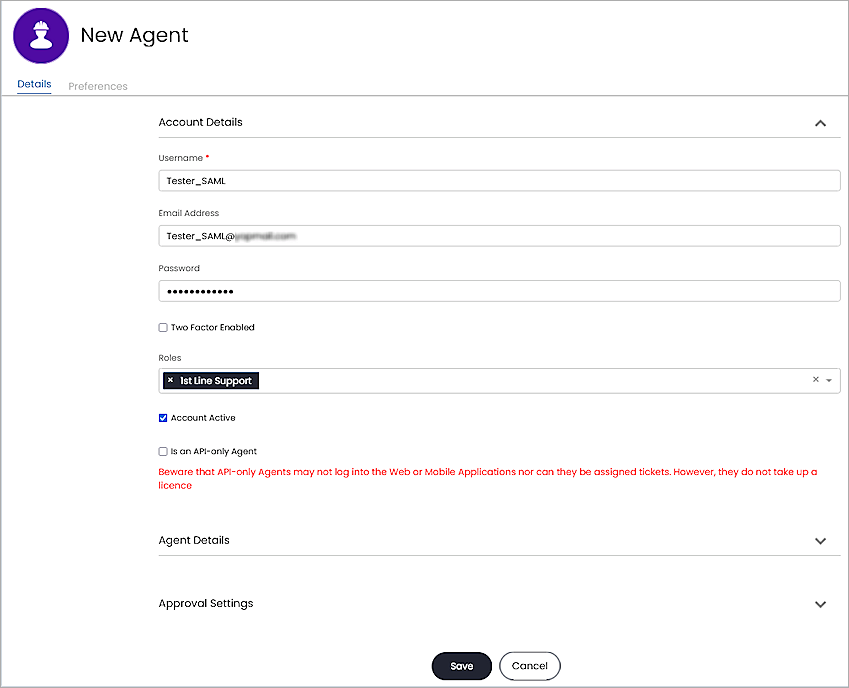 New Agent
Details Preferences
Account Details
Username *
Tester_SAML
Email Address
Tester_SAML@
Password
••••••••••••
Two Factor Enabled
Roles
× 1st Line Support
Account Active
Is an API-only Agent
Beware that API-only Agents may not log into the Web or Mobile Applications nor can they be assigned tickets. However, they do not take up a
licence
Agent Details
Approval Settings
Save Cancel